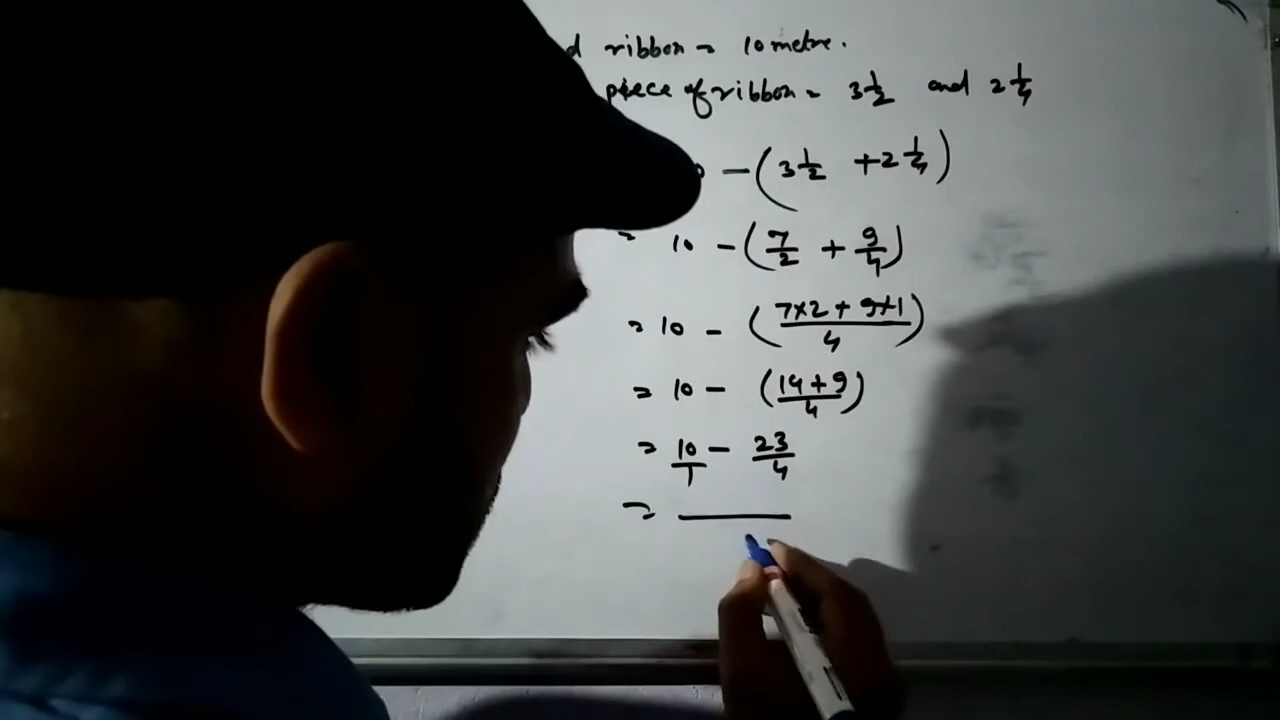 ribbon = 10 metre.
piece of ribbon = 3 1/2 and 2 1/4
- (3 1/2 + 2 1/4)
= 10 - (7/2 + 9/4)
= 10 - ((7×2 + 9×1)/4)
= 10 - ((14+9)/4)
= 10/1 - 23/4
=